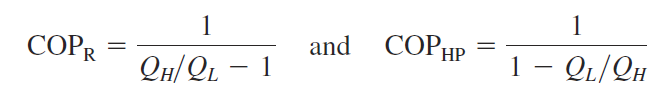 COP_R = 1 / (Q_H/Q_L − 1) and COP_HP = 1 / (1 − Q_L/Q_H)